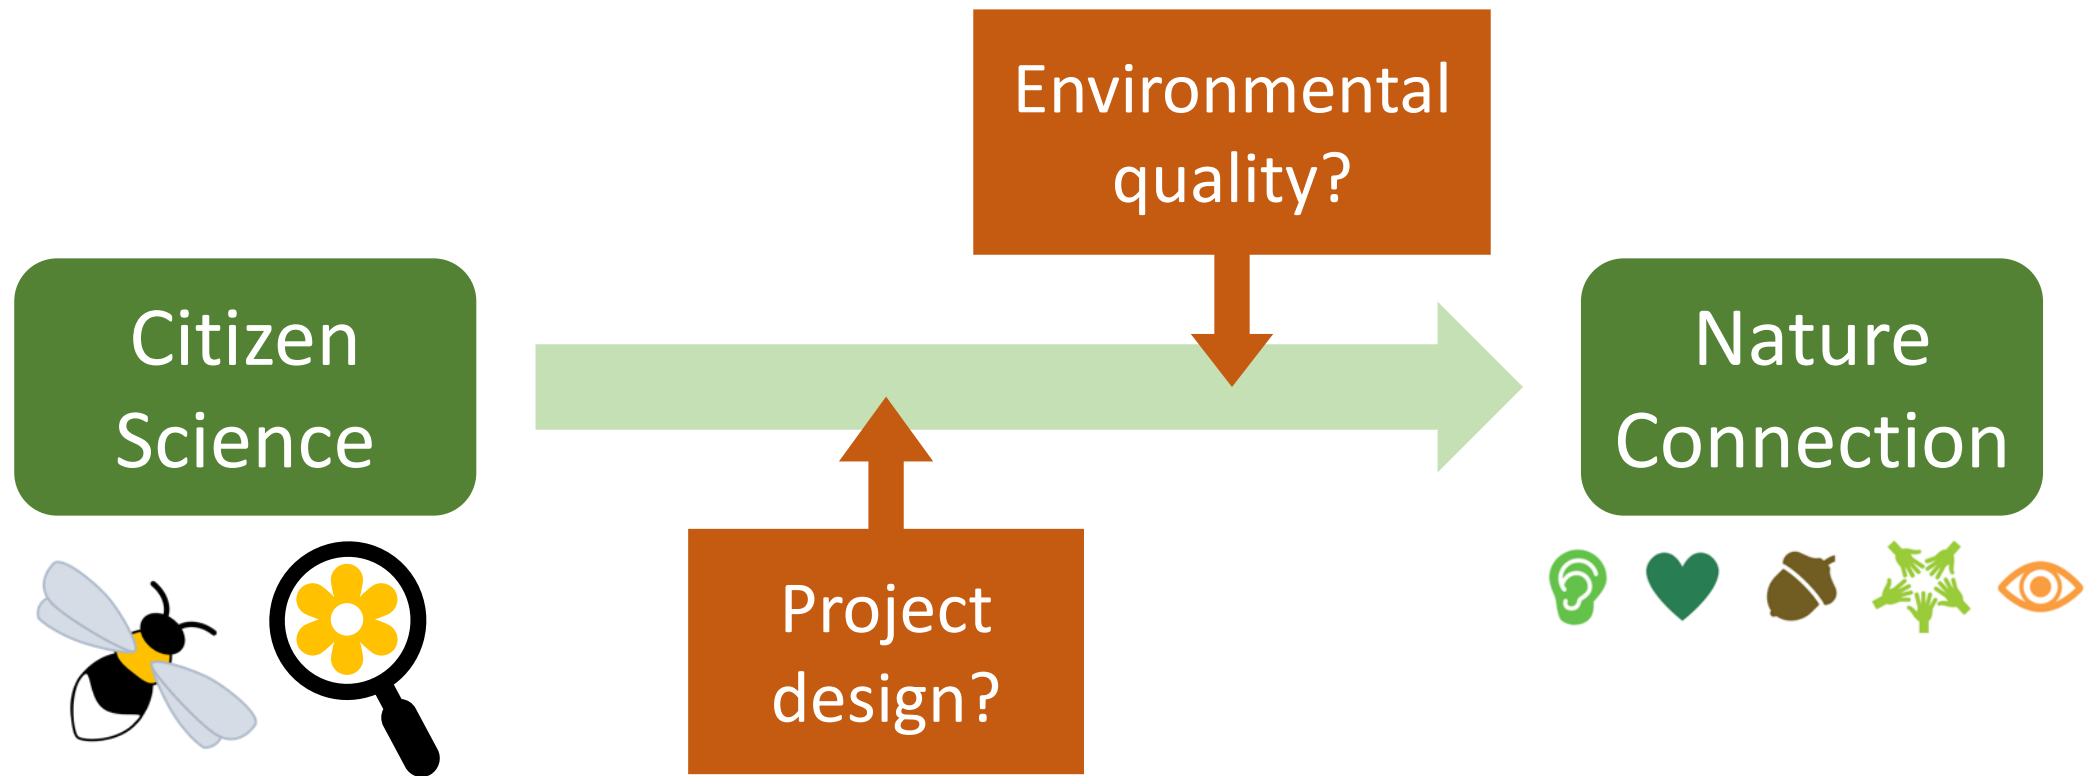 Environmental
quality?
Citizen
Science
Nature
Connection
Project
design?